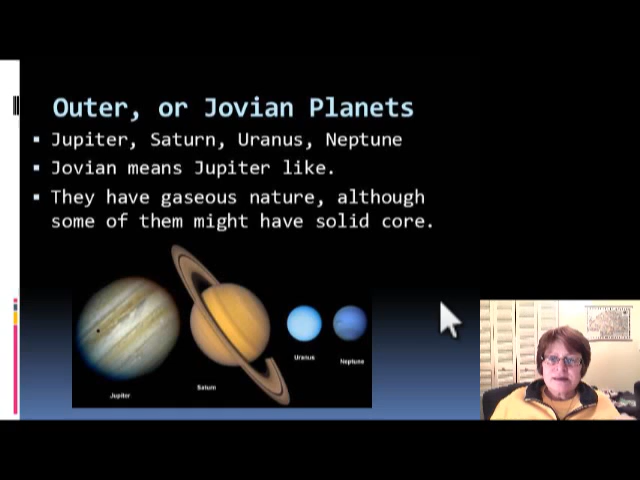 Outer, or Jovian Planets
▪ Jupiter, Saturn, Uranus, Neptune
▪ Jovian means Jupiter like.
▪ They have gaseous nature, although
some of them might have solid core.
Jupiter
Saturn
Uranus
Neptune